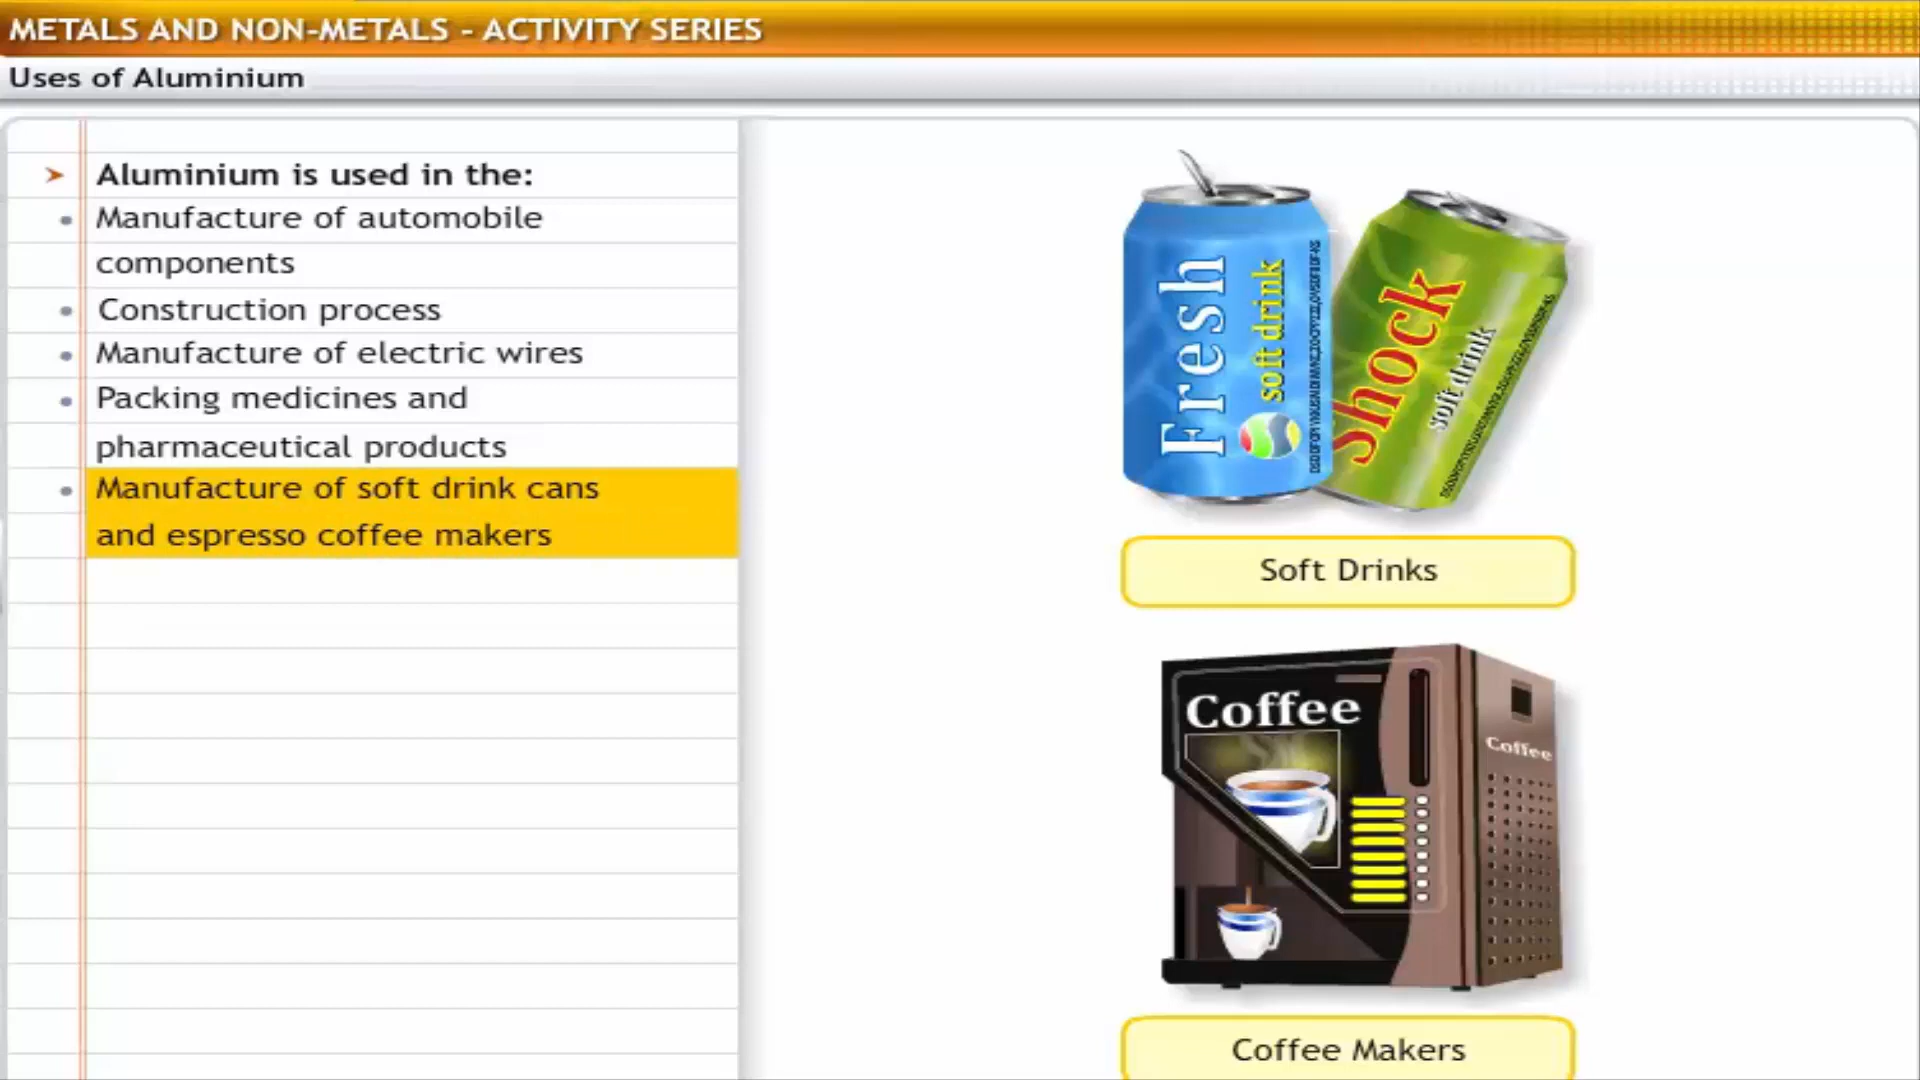 METALS AND NON-METALS - ACTIVITY SERIES
Uses of Aluminium
Aluminium is used in the:
Manufacture of automobile
components
Construction process
Manufacture of electric wires
Packing medicines and
pharmaceutical products
Manufacture of soft drink cans
and espresso coffee makers
Fresh
soft drink
Shock
soft drink
Soft Drinks
Coffee
Coffee
Coffee Makers